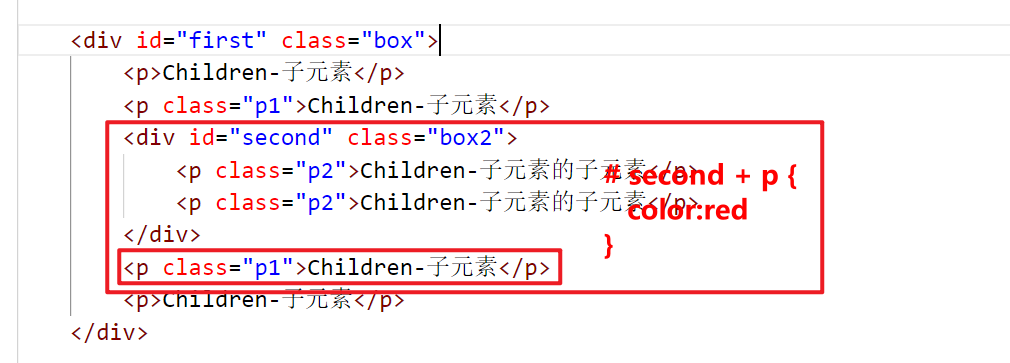 <div id="first" class="box">
<p>Children-子元素</p>
<p class="p1">Children-子元素</p>
<div id="second" class="box2">
<p class="p2">Children-子元素的子元素</p>
<p class="p2">Children-子元素的子元素</p>
</div>
<p class="p1">Children-子元素</p>
<p>Children-子元素</p>
</div>
# second + p {
color:red
}